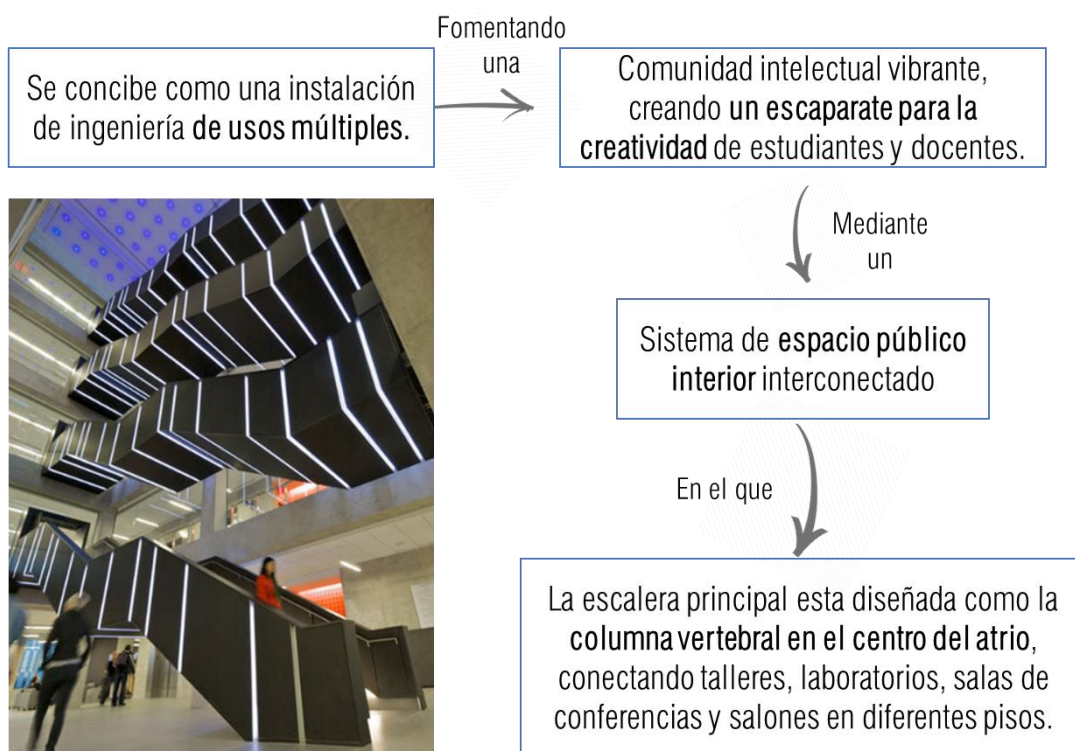 Se concibe como una instalación
de ingeniería de usos múltiples.
Fomentando
una
Comunidad intelectual vibrante,
creando un escaparate para la
creatividad de estudiantes y docentes.
Mediante
un
Sistema de espacio público
interior interconectado
En el que
La escalera principal esta diseñada como la
columna vertebral en el centro del atrio,
conectando talleres, laboratorios, salas de
conferencias y salones en diferentes pisos.